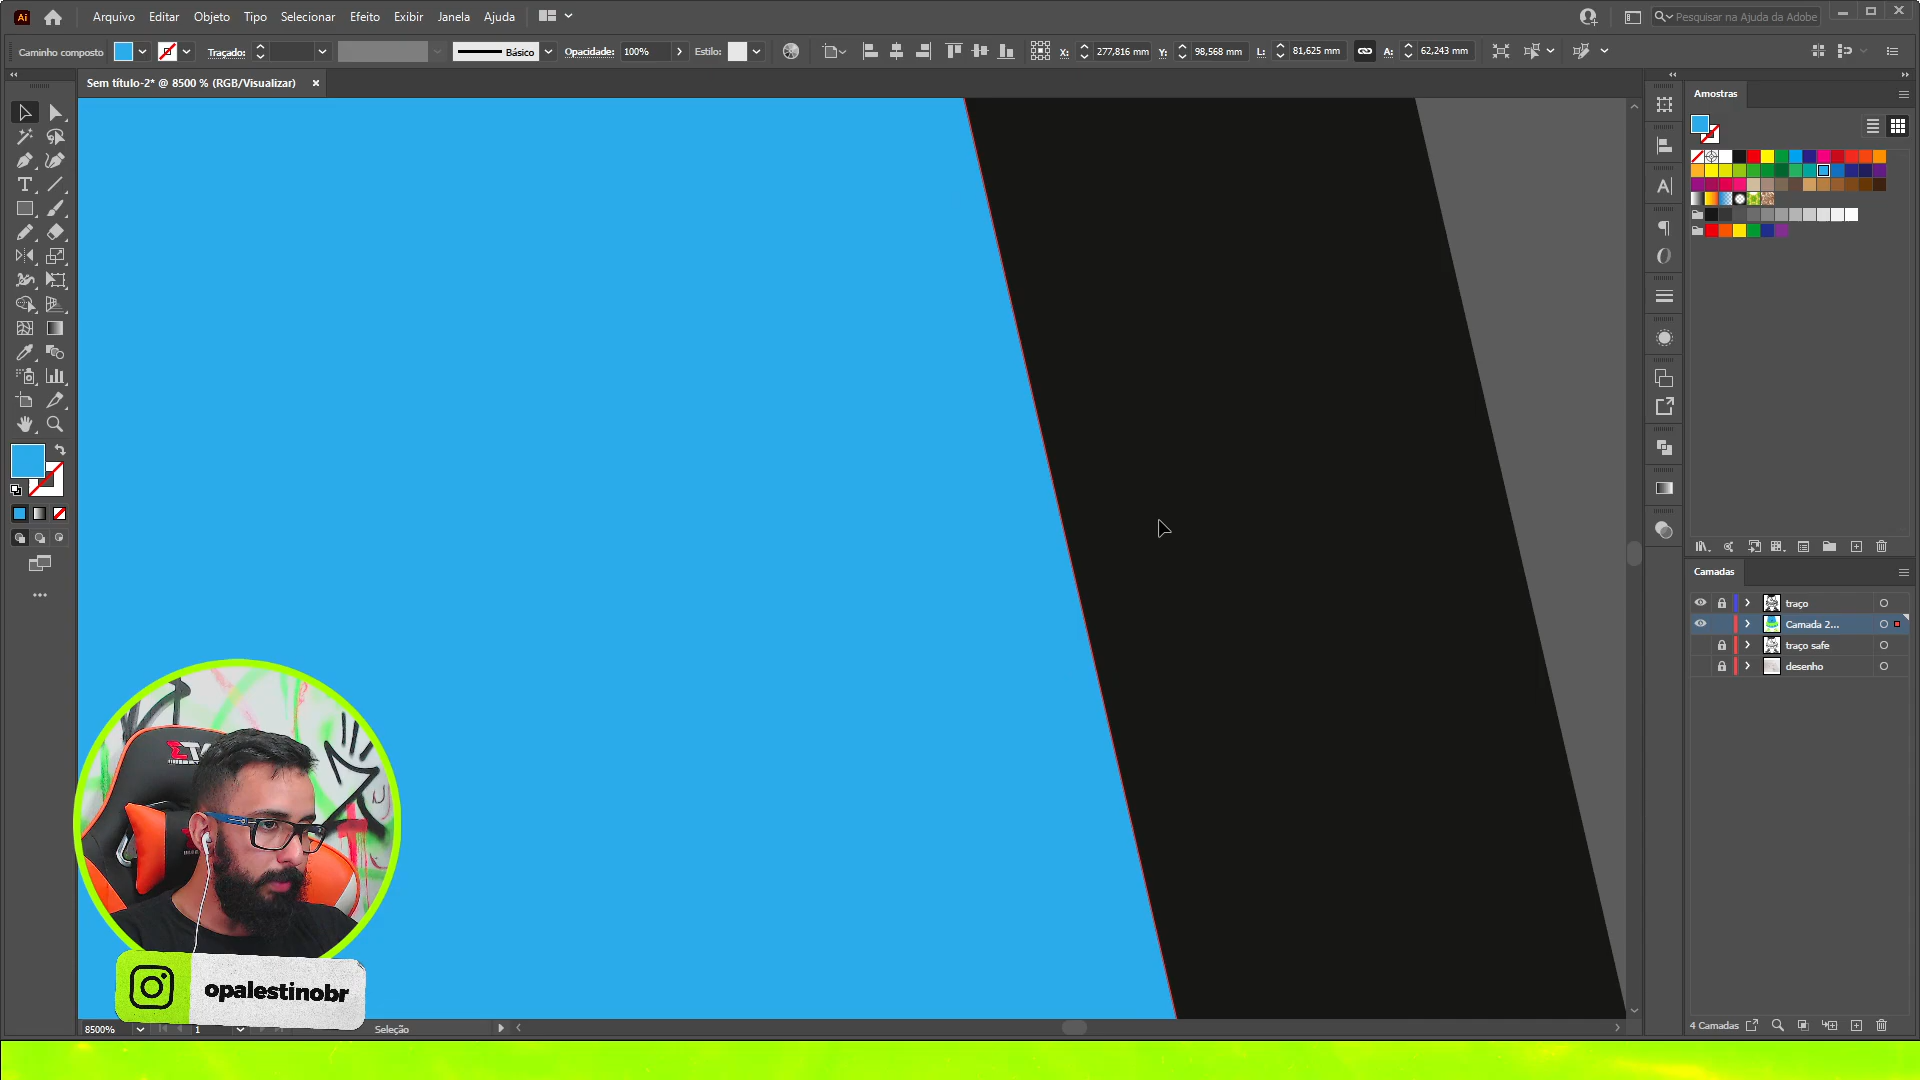 Ai Arquivo Editar Objeto Tipo Selecionar Efeito Exibir Janela Ajuda Pesquisar na Ajuda da Adobe
Caminho composto Traçado: Básico Opacidade: 100% Estilo: X: 277,816 mm Y: 98,568 mm L: 81,625 mm A: 62,243 mm
Sem título-2* @ 8500 % (RGB/Visualizar)
Amostras
Camadas
traço
Camada 2...
traço safe
desenho
opalestinobr
8500% 1 Seleção 4 Camadas